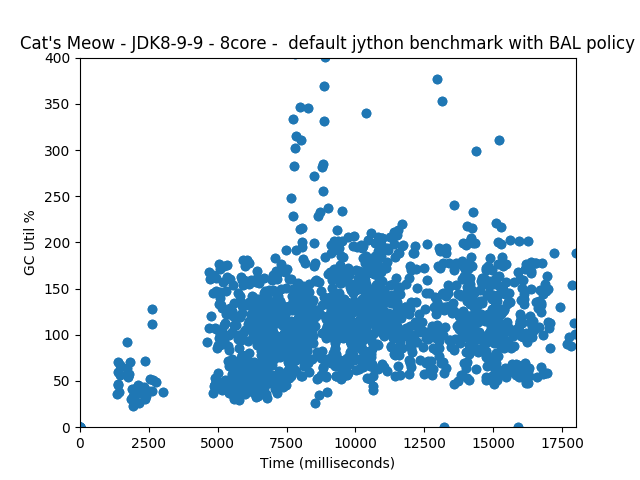 Cat's Meow - JDK8-9-9 - 8core -  default jython benchmark with BAL policy
400
350
300
250
200
150
100
50
0
GC Util %
0 2500 5000 7500 10000 12500 15000 17500
Time (milliseconds)